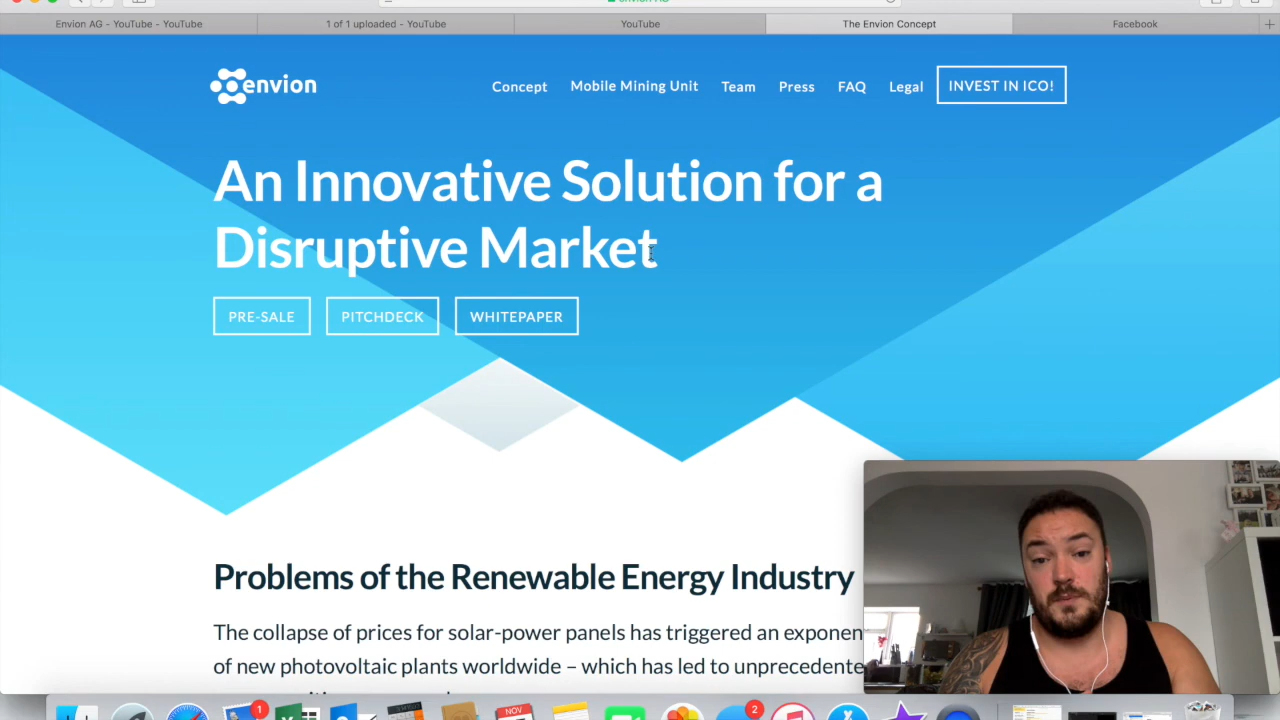 Envion AG - YouTube - YouTube
1 of 1 uploaded - YouTube
YouTube
The Envion Concept
Facebook
envion
Concept
Mobile Mining Unit
Team
Press
FAQ
Legal
INVEST IN ICO!
An Innovative Solution for a
Disruptive Market
PRE-SALE
PITCHDECK
WHITEPAPER
Problems of the Renewable Energy Industry
The collapse of prices for solar-power panels has triggered an exponen
of new photovoltaic plants worldwide – which has led to unprecedente
1
NOV
2